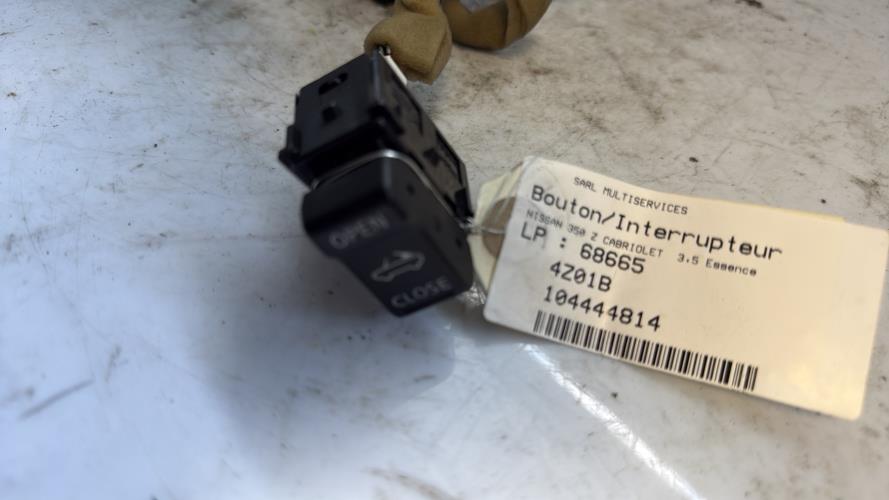 OPEN
CLOSE
SARL MULTISERVICES
Bouton/Interrupteur
NISSAN 350 Z CABRIOLET 3.5 Essence
LP : 68665
4Z01B
104444814